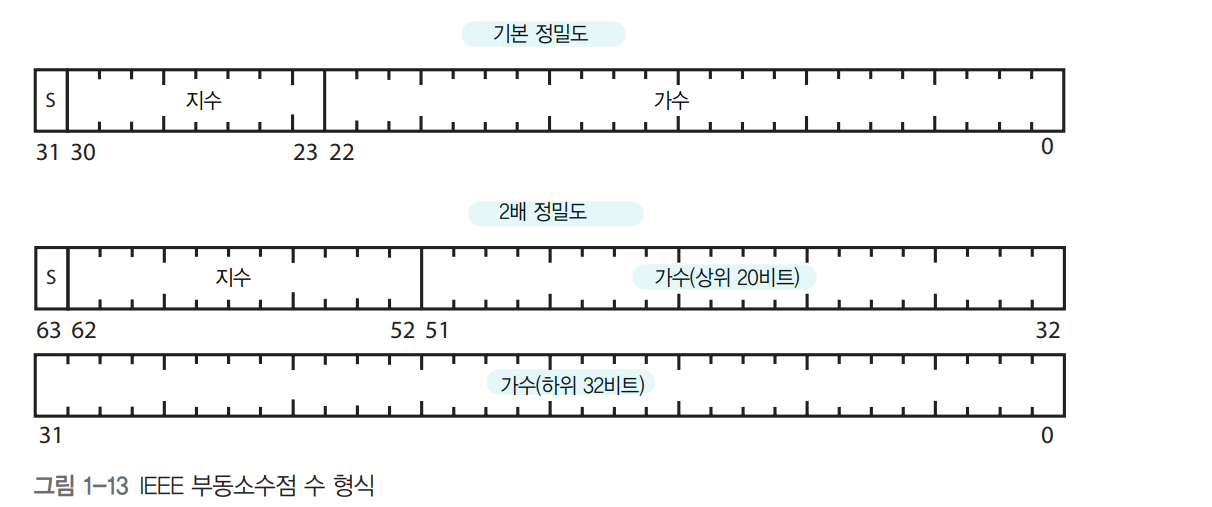 기본 정밀도
S 지수 가수
31 30 23 22 0
2배 정밀도
S 지수 가수(상위 20비트)
63 62 52 51 32
가수(하위 32비트)
31 0
그림 1-13 IEEE 부동소수점 수 형식